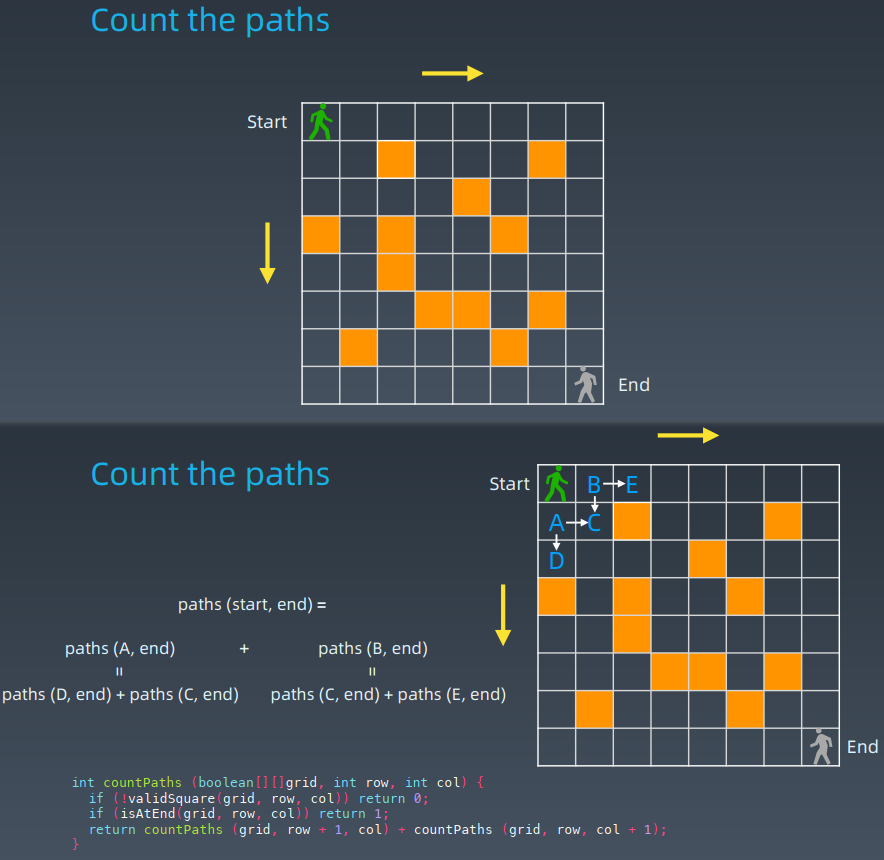 Count the paths
Start
End
Count the paths
Start
B
E
A
C
D
paths (start, end) =
paths (A, end) + paths (B, end)
= =
paths (D, end) + paths (C, end) paths (C, end) + paths (E, end)
End
int countPaths (boolean[][]grid, int row, int col) {
if (!validSquare(grid, row, col)) return 0;
if (isAtEnd(grid, row, col)) return 1;
return countPaths (grid, row + 1, col) + countPaths (grid, row, col + 1);
}